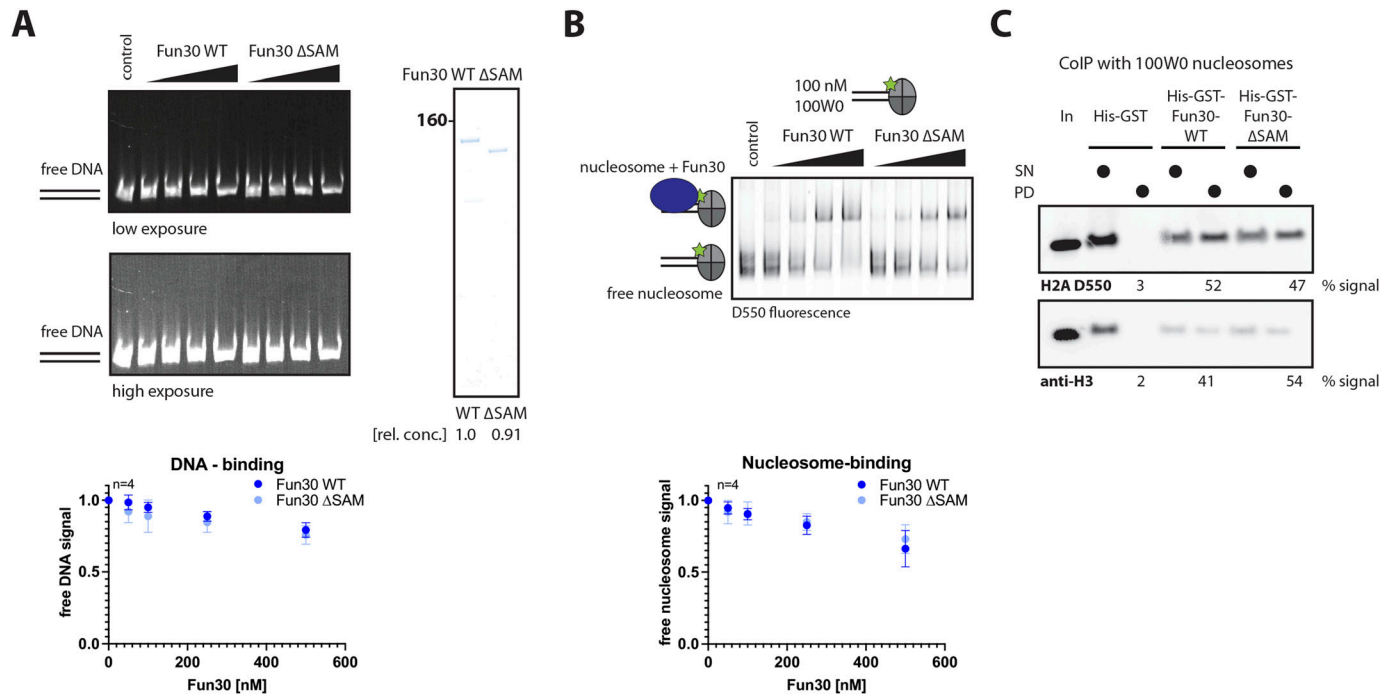 A
control
Fun30 WT
Fun30 ΔSAM
free DNA
low exposure
free DNA
high exposure
Fun30 WT ΔSAM
160
WT ΔSAM
[rel. conc.] 1.0 0.91
DNA - binding
n=4
Fun30 WT
Fun30 ΔSAM
free DNA signal
1.0
0.5
0.0
0 200 400 600
Fun30 [nM]
B
100 nM
100W0
control
Fun30 WT
Fun30 ΔSAM
nucleosome + Fun30
free nucleosome
D550 fluorescence
Nucleosome-binding
n=4
Fun30 WT
Fun30 ΔSAM
free nucleosome signal
1.0
0.5
0.0
0 200 400 600
Fun30 [nM]
C
CoIP with 100W0 nucleosomes
In
His-GST
His-GST-
Fun30-
WT
His-GST-
Fun30-
ΔSAM
SN
PD
H2A D550 3 52 47 % signal
anti-H3 2 41 54 % signal